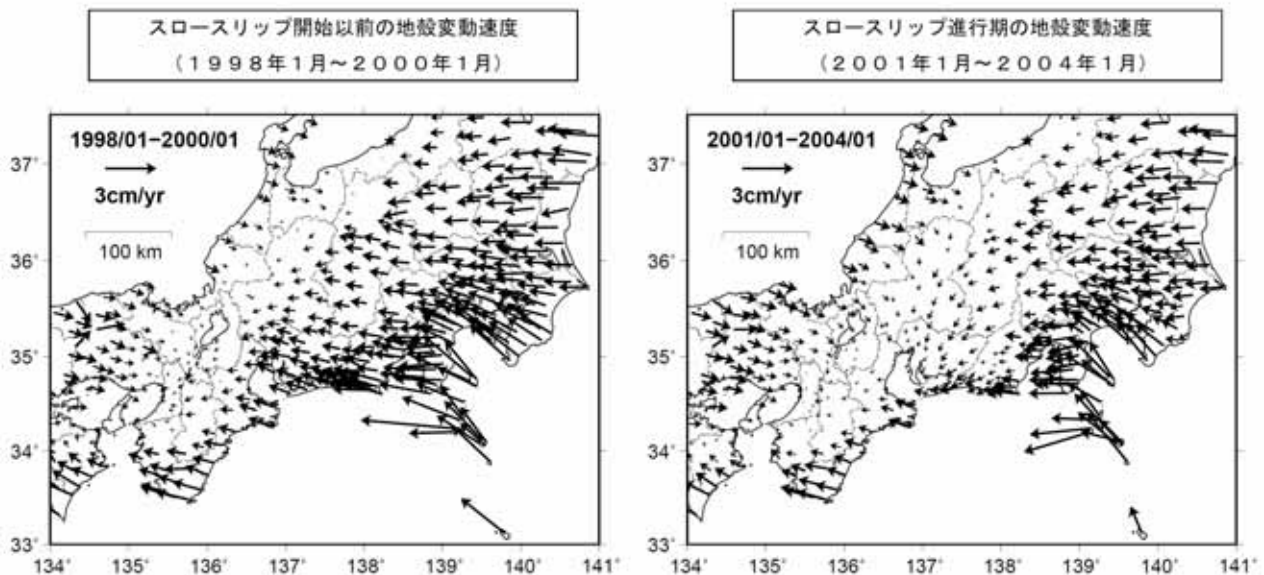 スロースリップ開始以前の地殻変動速度
(1998年1月~2000年1月)
スロースリップ進行期の地殻変動速度
(2001年1月~2004年1月)
1998/01−2000/01
3cm/yr
100 km
37°
36°
35°
34°
33°
134° 135° 136° 137° 138° 139° 140° 141°
2001/01−2004/01
3cm/yr
100 km
37°
36°
35°
34°
33°
134° 135° 136° 137° 138° 139° 140° 141°